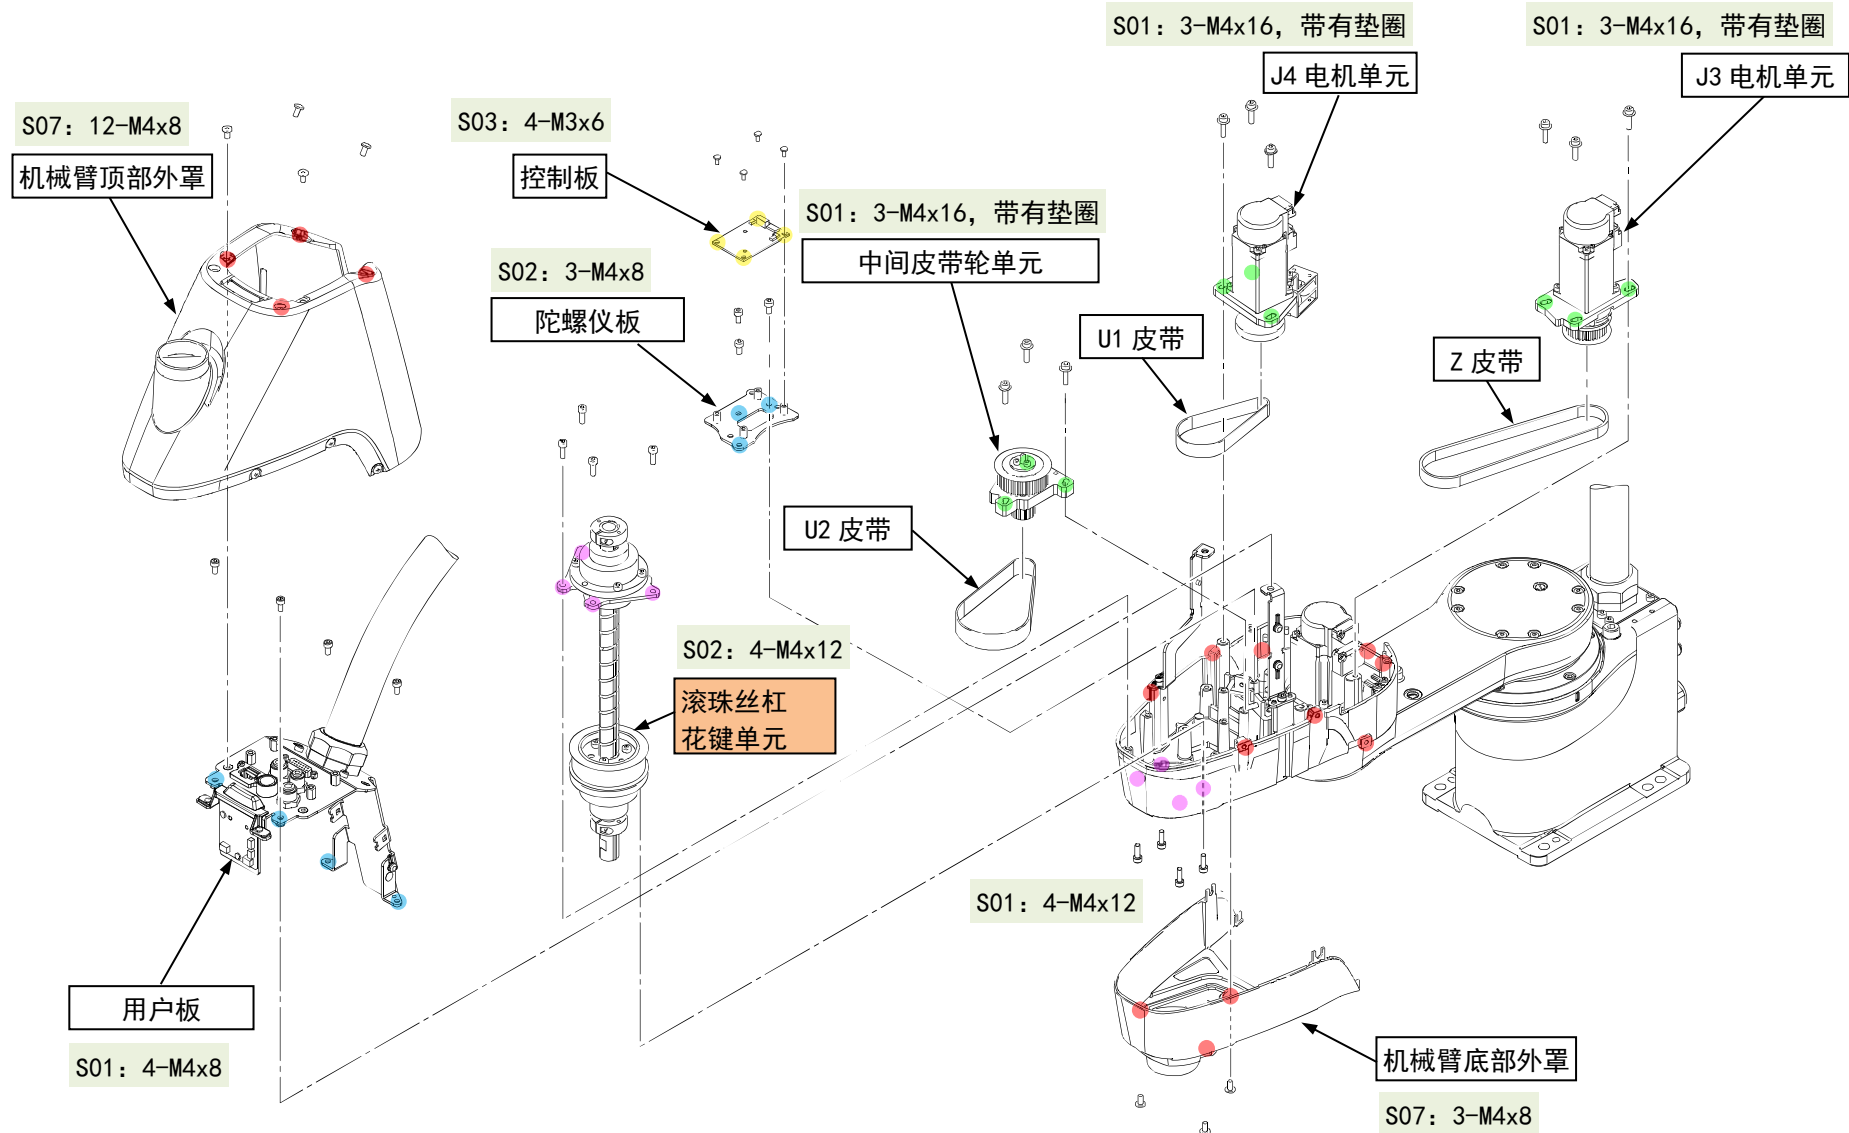 S01: 3-M4x16, 带有垫圈
J4 电机单元
S01: 3-M4x16, 带有垫圈
J3 电机单元
S07: 12-M4x8
机械臂顶部外罩
S03: 4-M3x6
控制板
S01: 3-M4x16, 带有垫圈
中间皮带轮单元
S02: 3-M4x8
陀螺仪板
U1 皮带
Z 皮带
U2 皮带
S02: 4-M4x12
滚珠丝杠
花键单元
S01: 4-M4x12
用户板
S01: 4-M4x8
机械臂底部外罩
S07: 3-M4x8